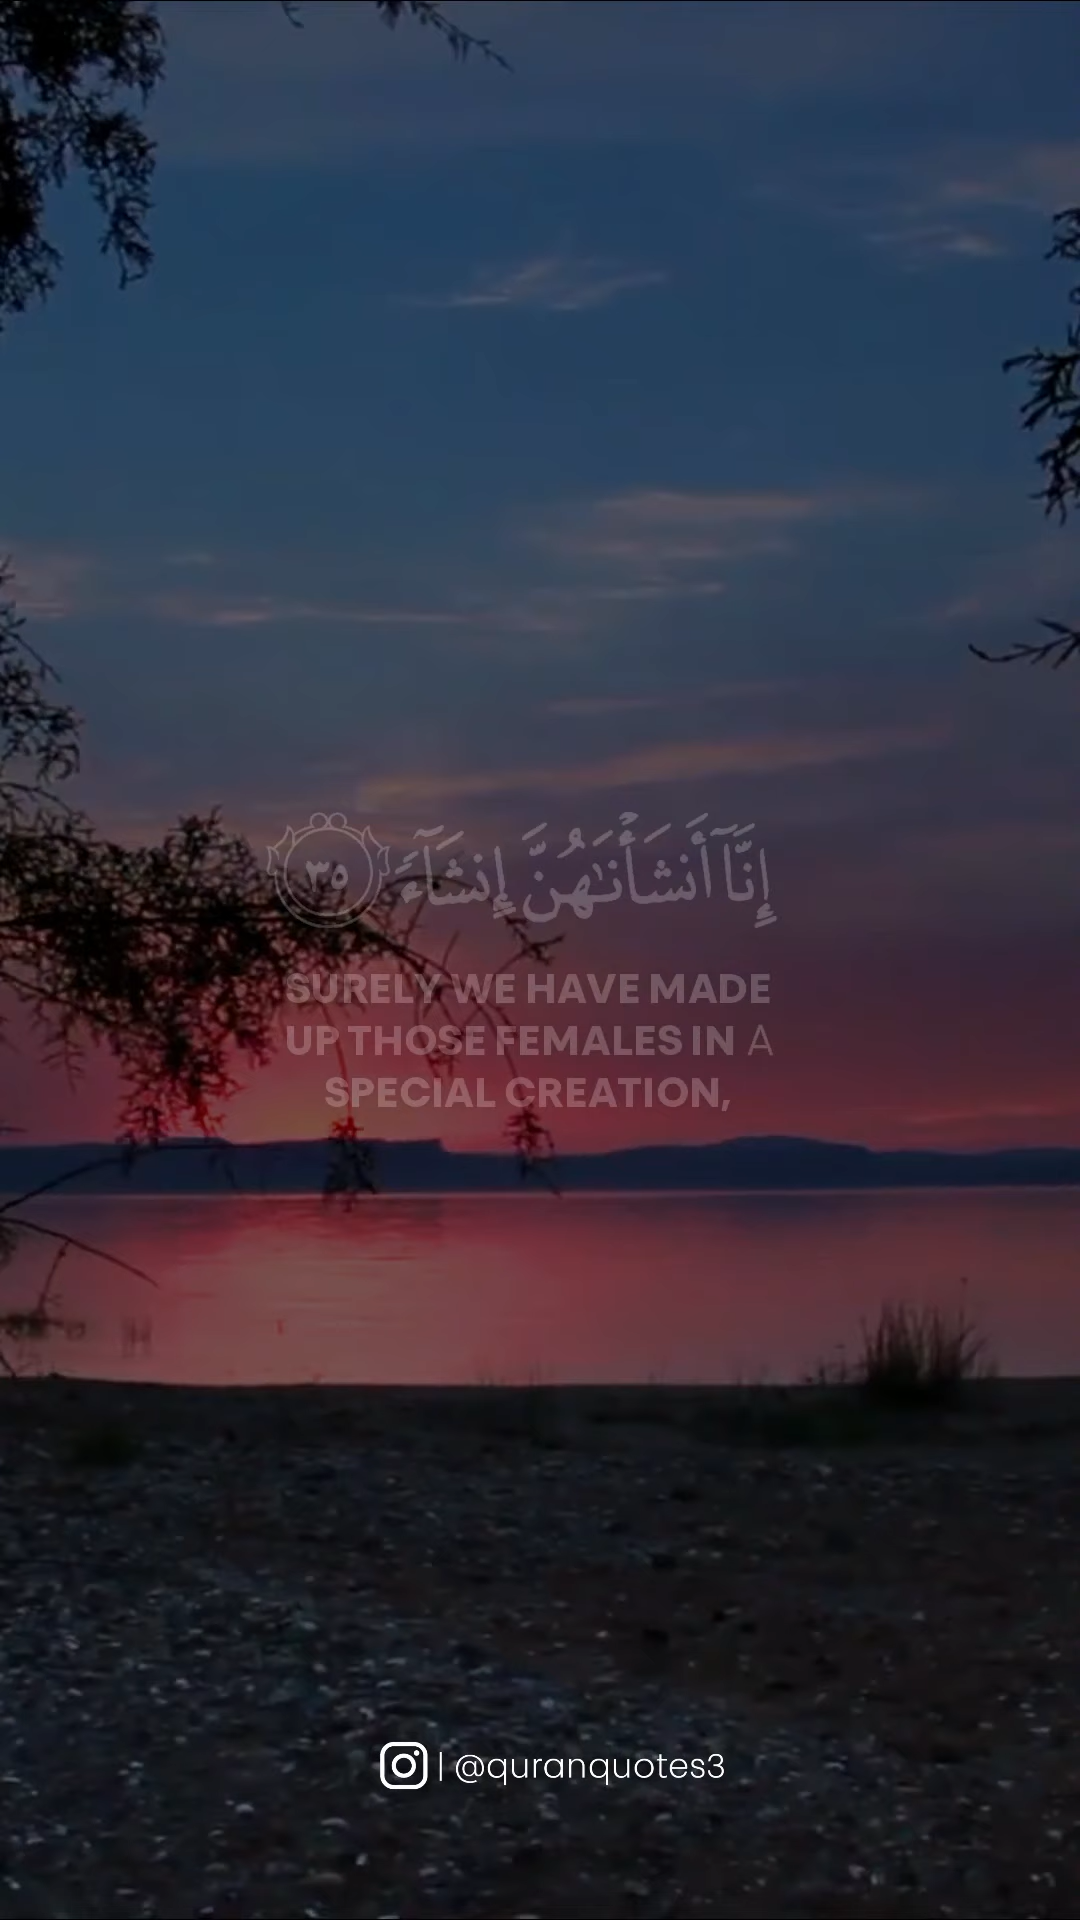 إِنَّآ أَنشَأْنَـٰهُنَّ إِنشَآءً ٣٥
SURELY WE HAVE MADE
UP THOSE FEMALES IN A
SPECIAL CREATION,
| @quranquotes3